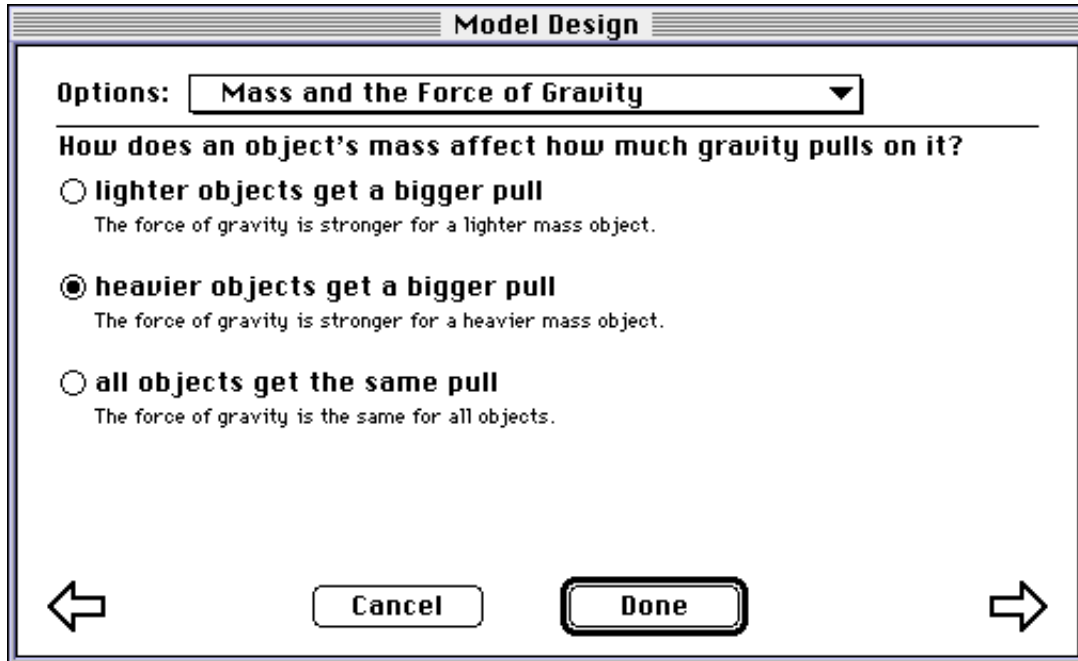 Model Design
Options: Mass and the Force of Gravity
How does an object's mass affect how much gravity pulls on it?
lighter objects get a bigger pull
The force of gravity is stronger for a lighter mass object.
heavier objects get a bigger pull
The force of gravity is stronger for a heavier mass object.
all objects get the same pull
The force of gravity is the same for all objects.
Cancel Done